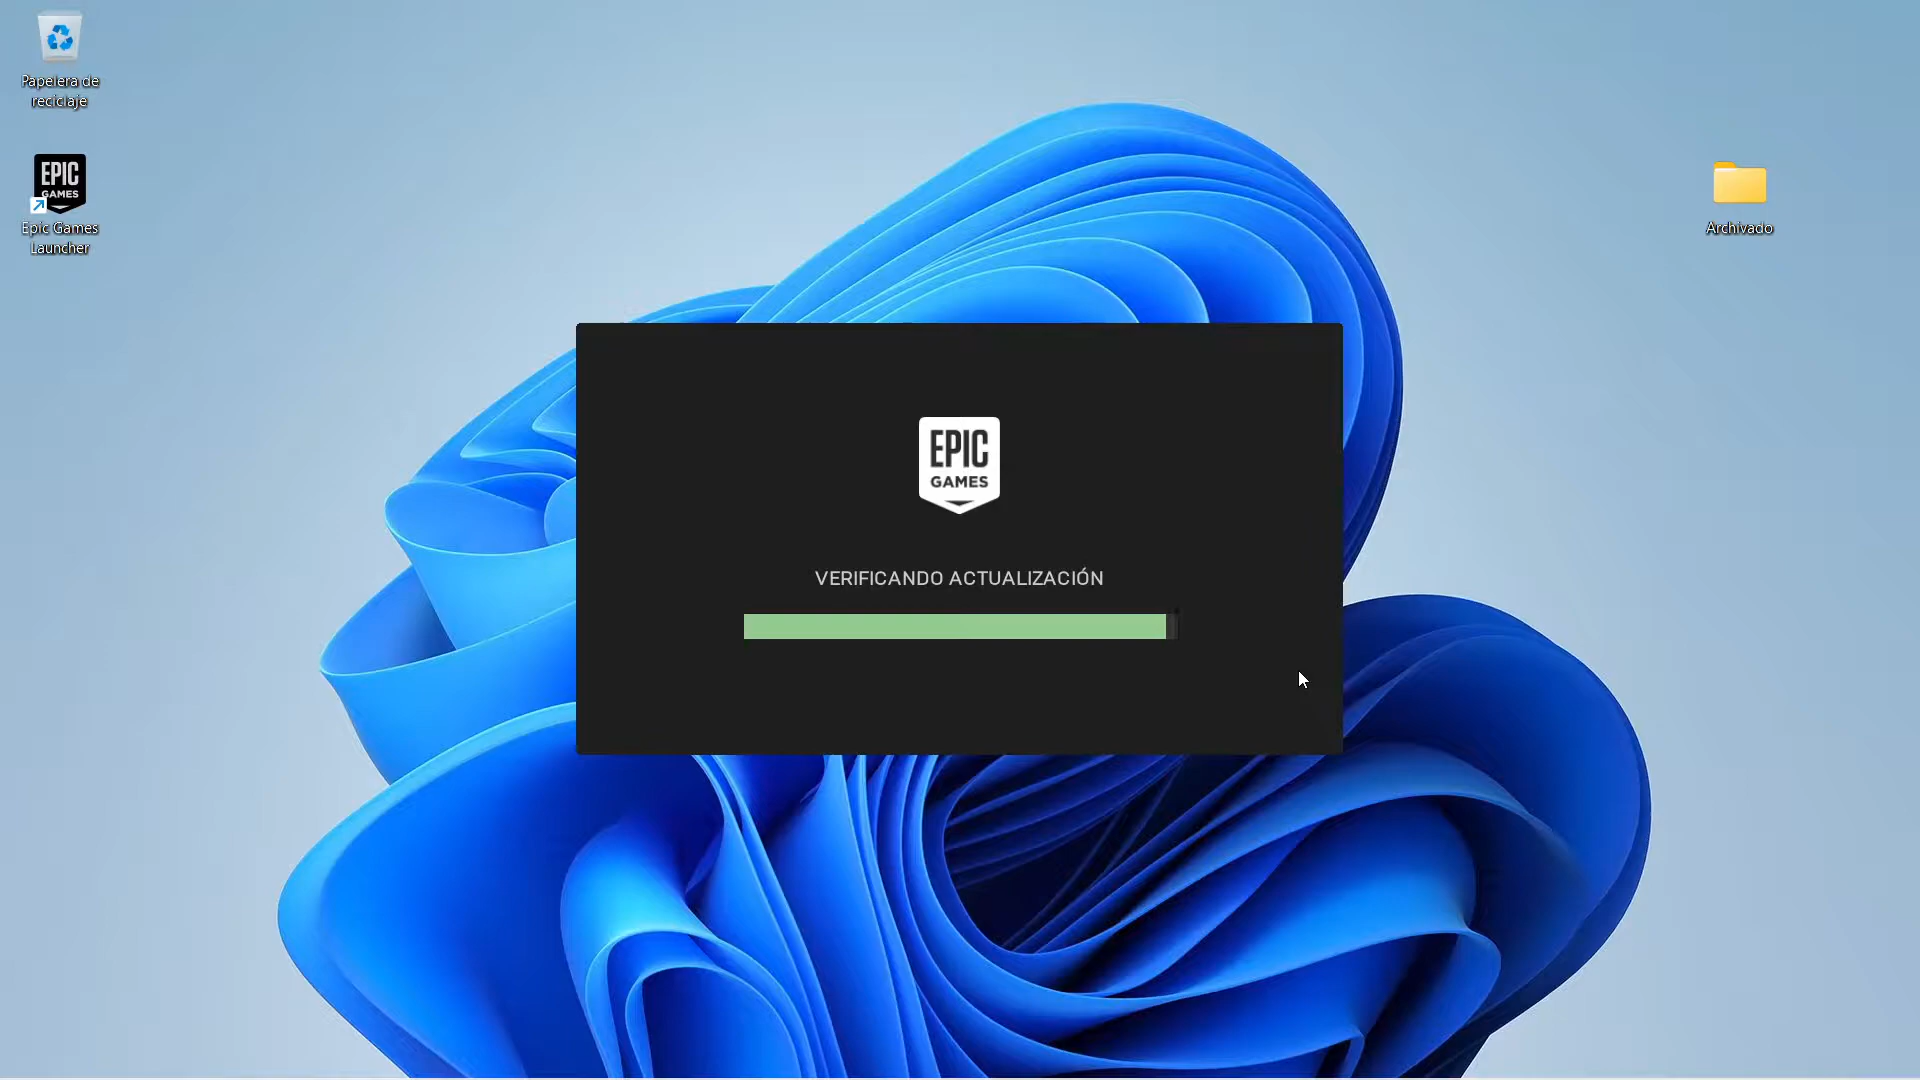 Papelera de
reciclaje
EPIC
GAMES
Epic Games
Launcher
Archivado
EPIC
GAMES
VERIFICANDO ACTUALIZACIÓN